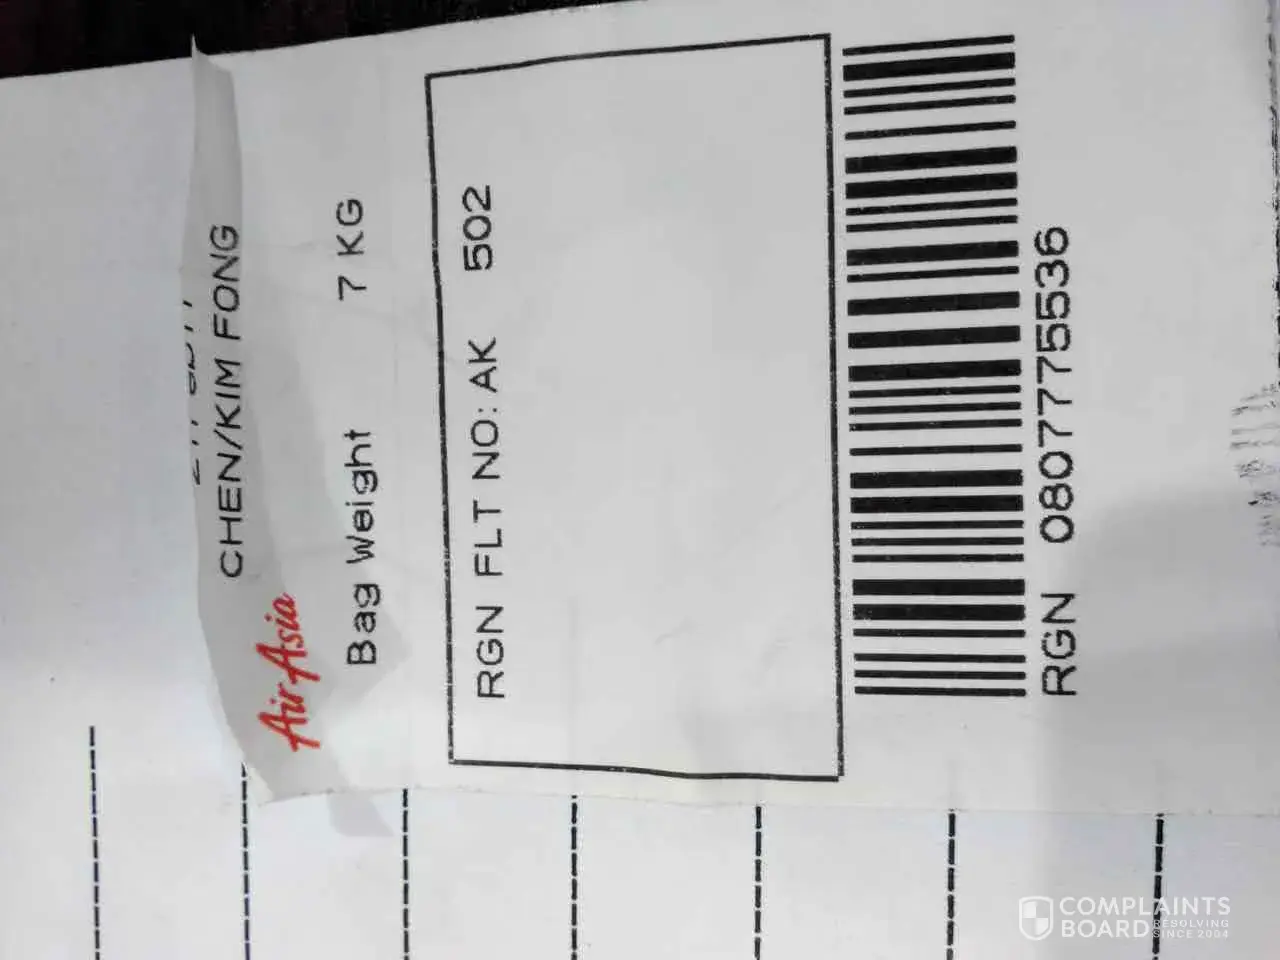 CHEN/KIM FONG
AirAsia
Bag Weight 7 KG
RGN FLT NO: AK 502
RGN 0807775536
COMPLAINTS
BOARD
RESOLVING
SINCE 2004